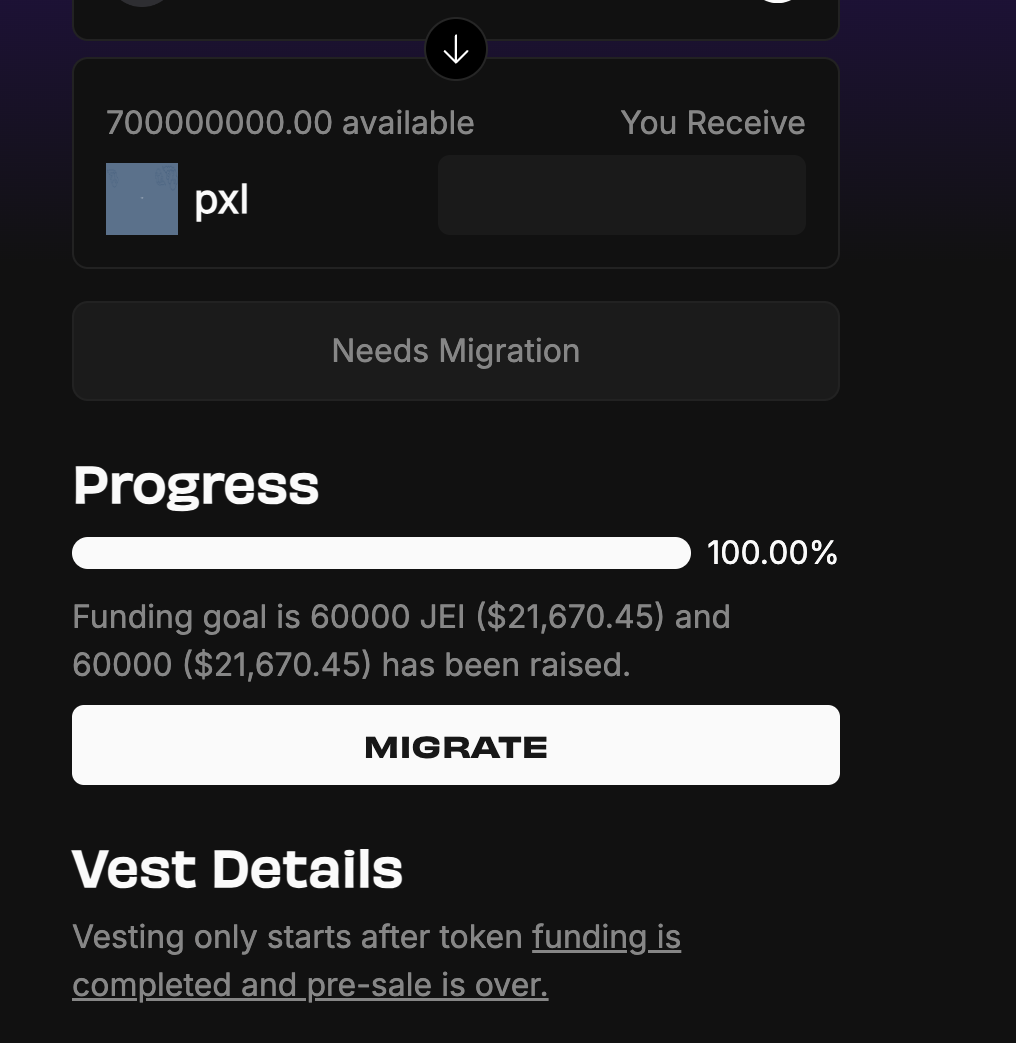 700000000.00 available
You Receive
pxl
Needs Migration
Progress
100.00%
Funding goal is 60000 JEI ($21,670.45) and
60000 ($21,670.45) has been raised.
MIGRATE
Vest Details
Vesting only starts after token funding is
completed and pre-sale is over.